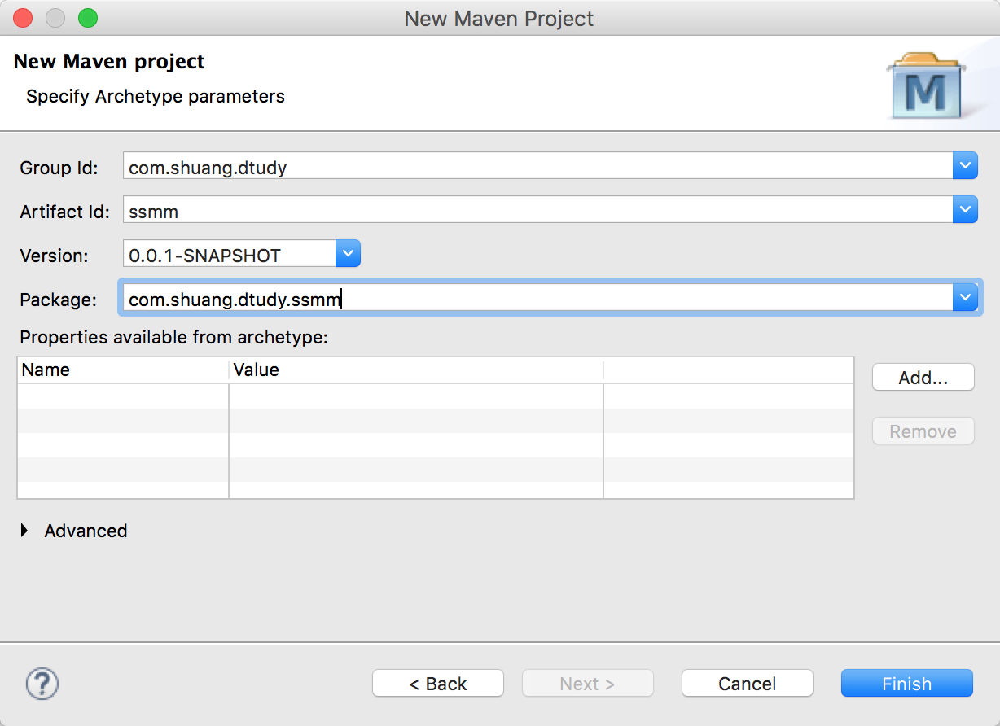 New Maven Project
New Maven project
Specify Archetype parameters
M
Group Id: com.shuang.dtudy
Artifact Id: ssmm
Version: 0.0.1-SNAPSHOT
Package: com.shuang.dtudy.ssmm
Properties available from archetype:
Name Value
Add...
Remove
Advanced
? < Back Next > Cancel Finish